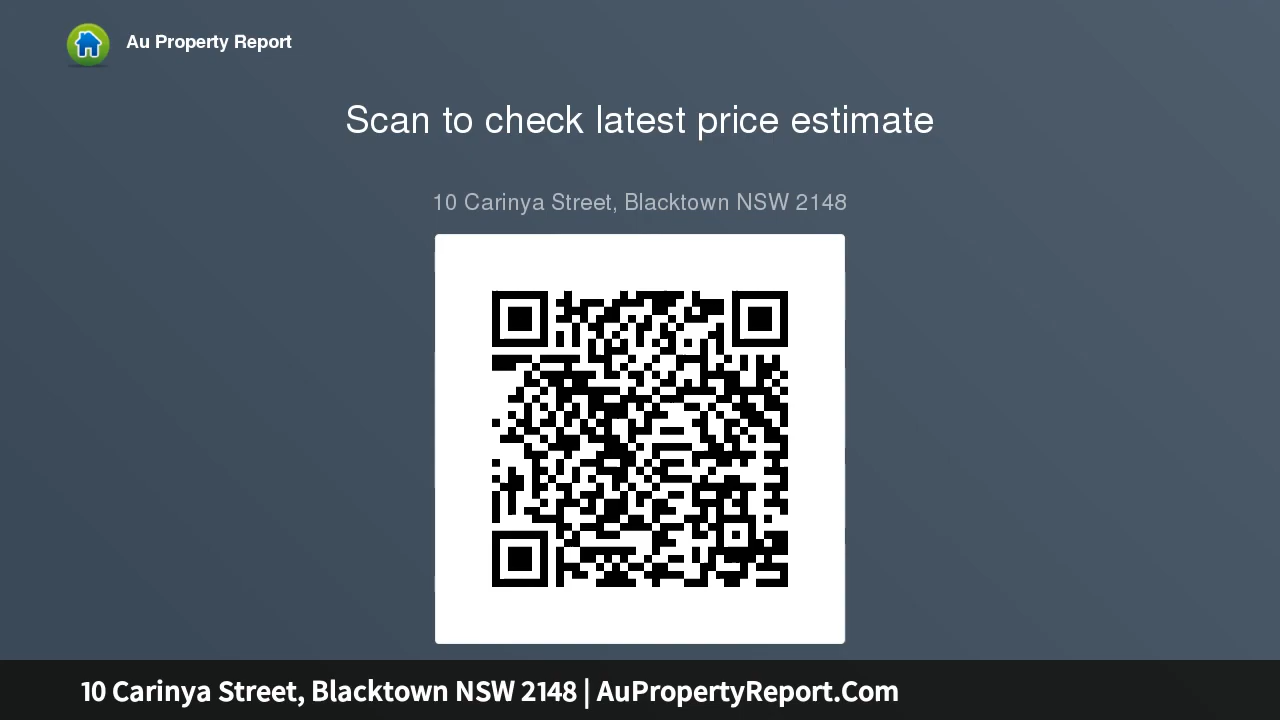 Au Property Report
Scan to check latest price estimate
10 Carinya Street, Blacktown NSW 2148
10 Carinya Street, Blacktown NSW 2148 | AuPropertyReport.Com